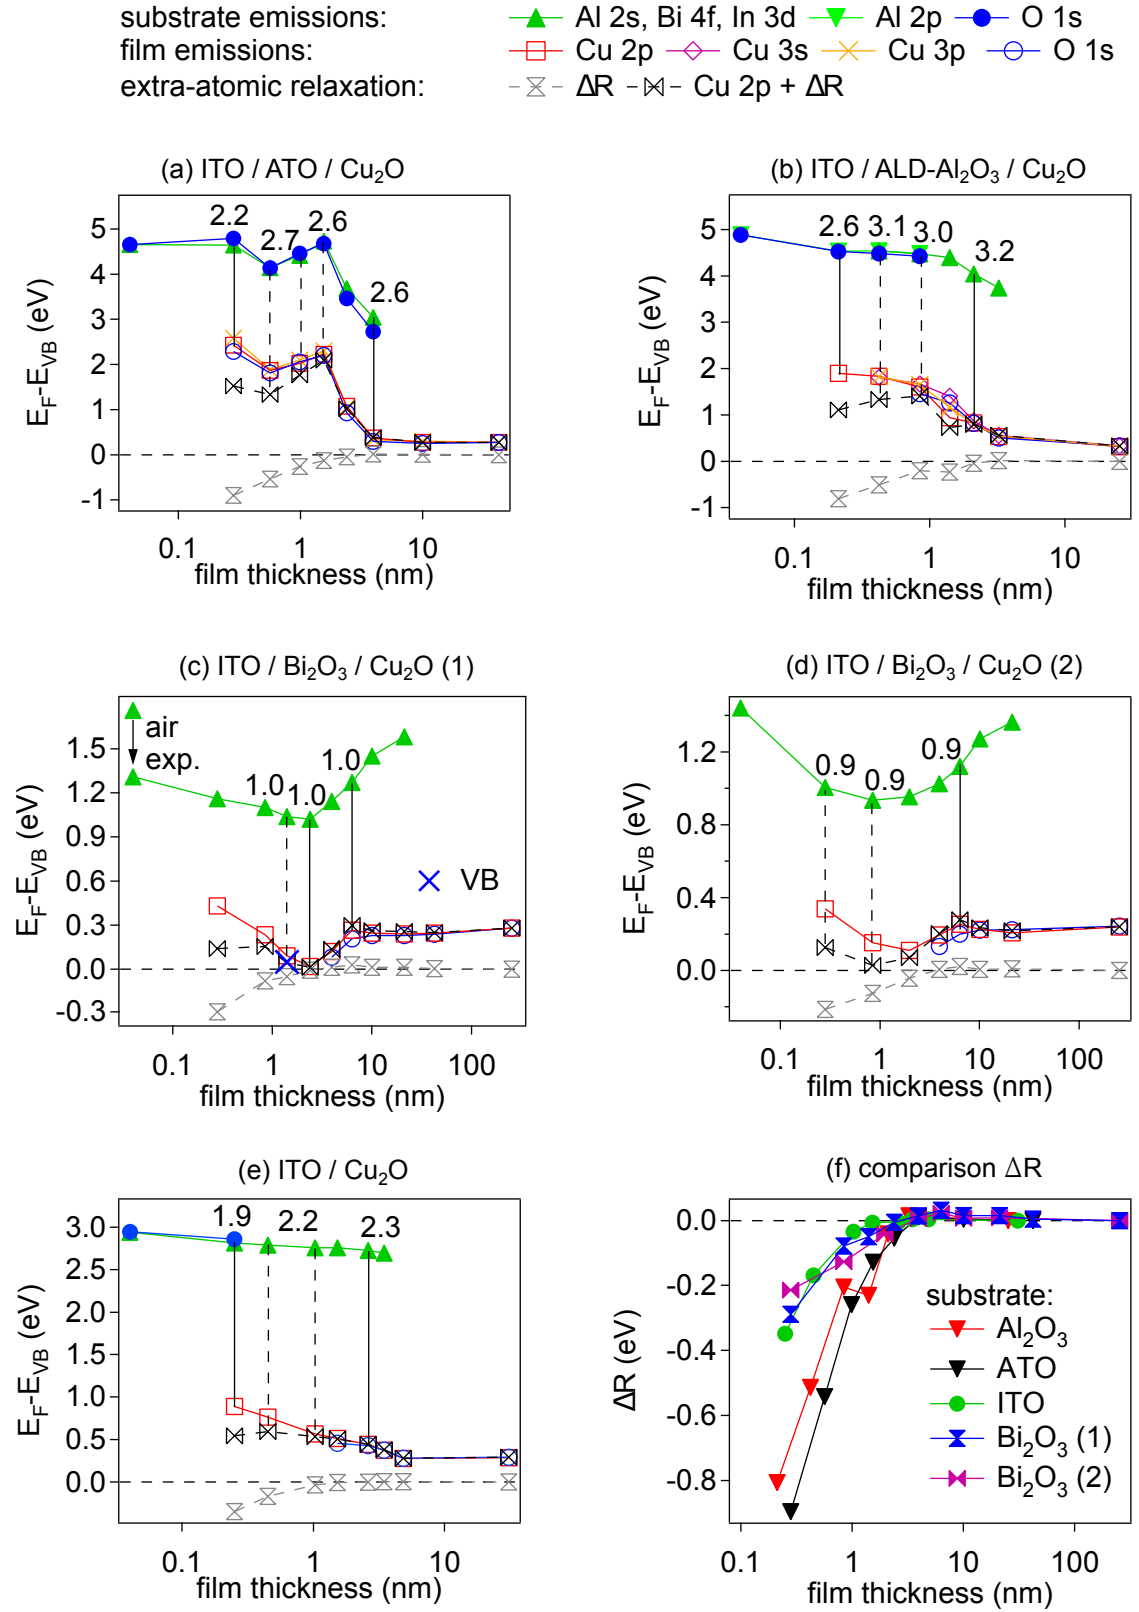 substrate emissions: Al 2s, Bi 4f, In 3d Al 2p O 1s
film emissions: Cu 2p Cu 3s Cu 3p O 1s
extra-atomic relaxation: ΔR Cu 2p + ΔR
(a) ITO / ATO / Cu₂O
5
4
3
2
1
0
-1
E_F-E_VB (eV)
2.2
2.7
2.6
2.6
0.1 1 10
film thickness (nm)
(b) ITO / ALD-Al₂O₃ / Cu₂O
5
4
3
2
1
0
-1
E_F-E_VB (eV)
2.6 3.1 3.0
3.2
0.1 1 10
film thickness (nm)
(c) ITO / Bi₂O₃ / Cu₂O (1)
1.5
1.2
0.9
0.6
0.3
0.0
-0.3
E_F-E_VB (eV)
air
exp.
1.0
1.0
1.0
VB
0.1 1 10 100
film thickness (nm)
(d) ITO / Bi₂O₃ / Cu₂O (2)
1.2
0.8
0.4
0.0
E_F-E_VB (eV)
0.9
0.9
0.9
0.1 1 10 100
film thickness (nm)
(e) ITO / Cu₂O
3.0
2.5
2.0
1.5
1.0
0.5
0.0
E_F-E_VB (eV)
1.9
2.2
2.3
0.1 1 10
film thickness (nm)
(f) comparison ΔR
0.0
-0.2
-0.4
-0.6
-0.8
ΔR (eV)
substrate:
Al₂O₃
ATO
ITO
Bi₂O₃ (1)
Bi₂O₃ (2)
0.1 1 10 100
film thickness (nm)